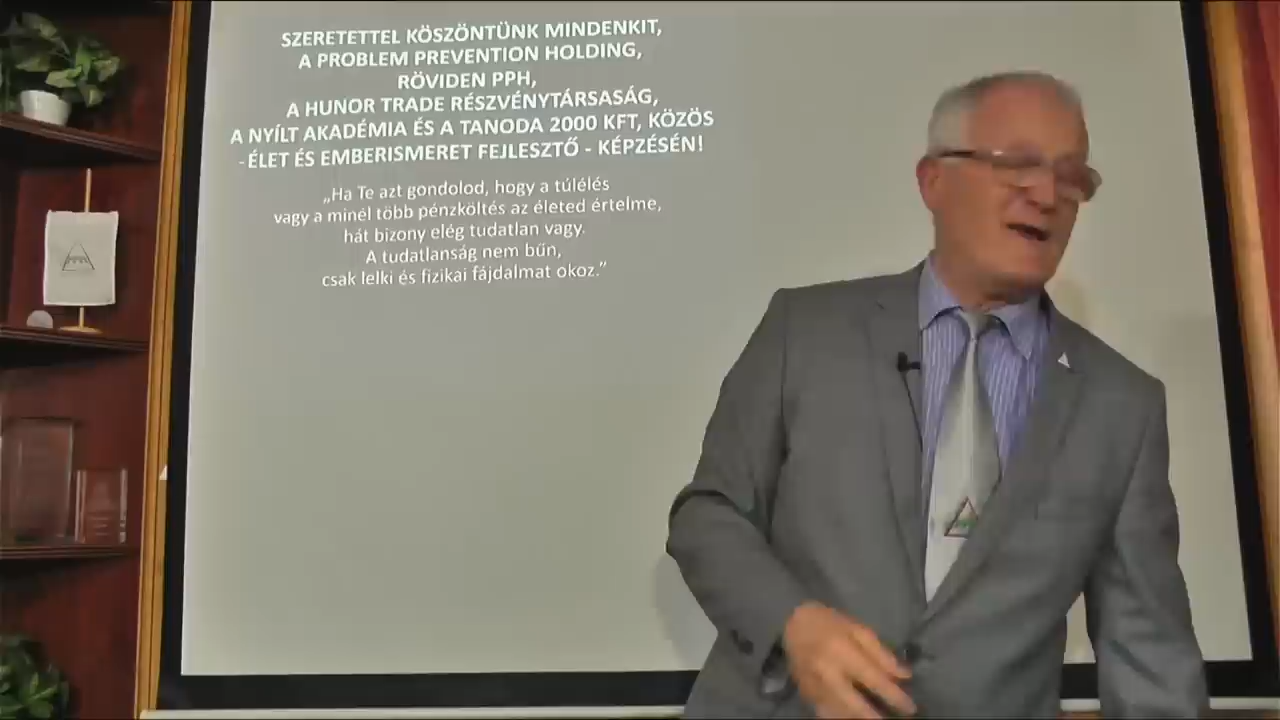 SZERETETTEL KÖSZÖNTÜNK MINDENKIT,
A PROBLEM PREVENTION HOLDING,
RÖVIDEN PPH,
A HUNOR TRADE RÉSZVÉNYTÁRSASÁG,
A NYÍLT AKADÉMIA ÉS A TANODA 2000 KFT, KÖZÖS
- ÉLET ÉS EMBERISMERET FEJLESZTŐ - KÉPZÉSÉN!
„Ha Te azt gondolod, hogy a túlélés
vagy a minél több pénzköltés az életed értelme,
hát bizony elég tudatlan vagy.
A tudatlanság nem bűn,
csak lelki és fizikai fájdalmat okoz.”